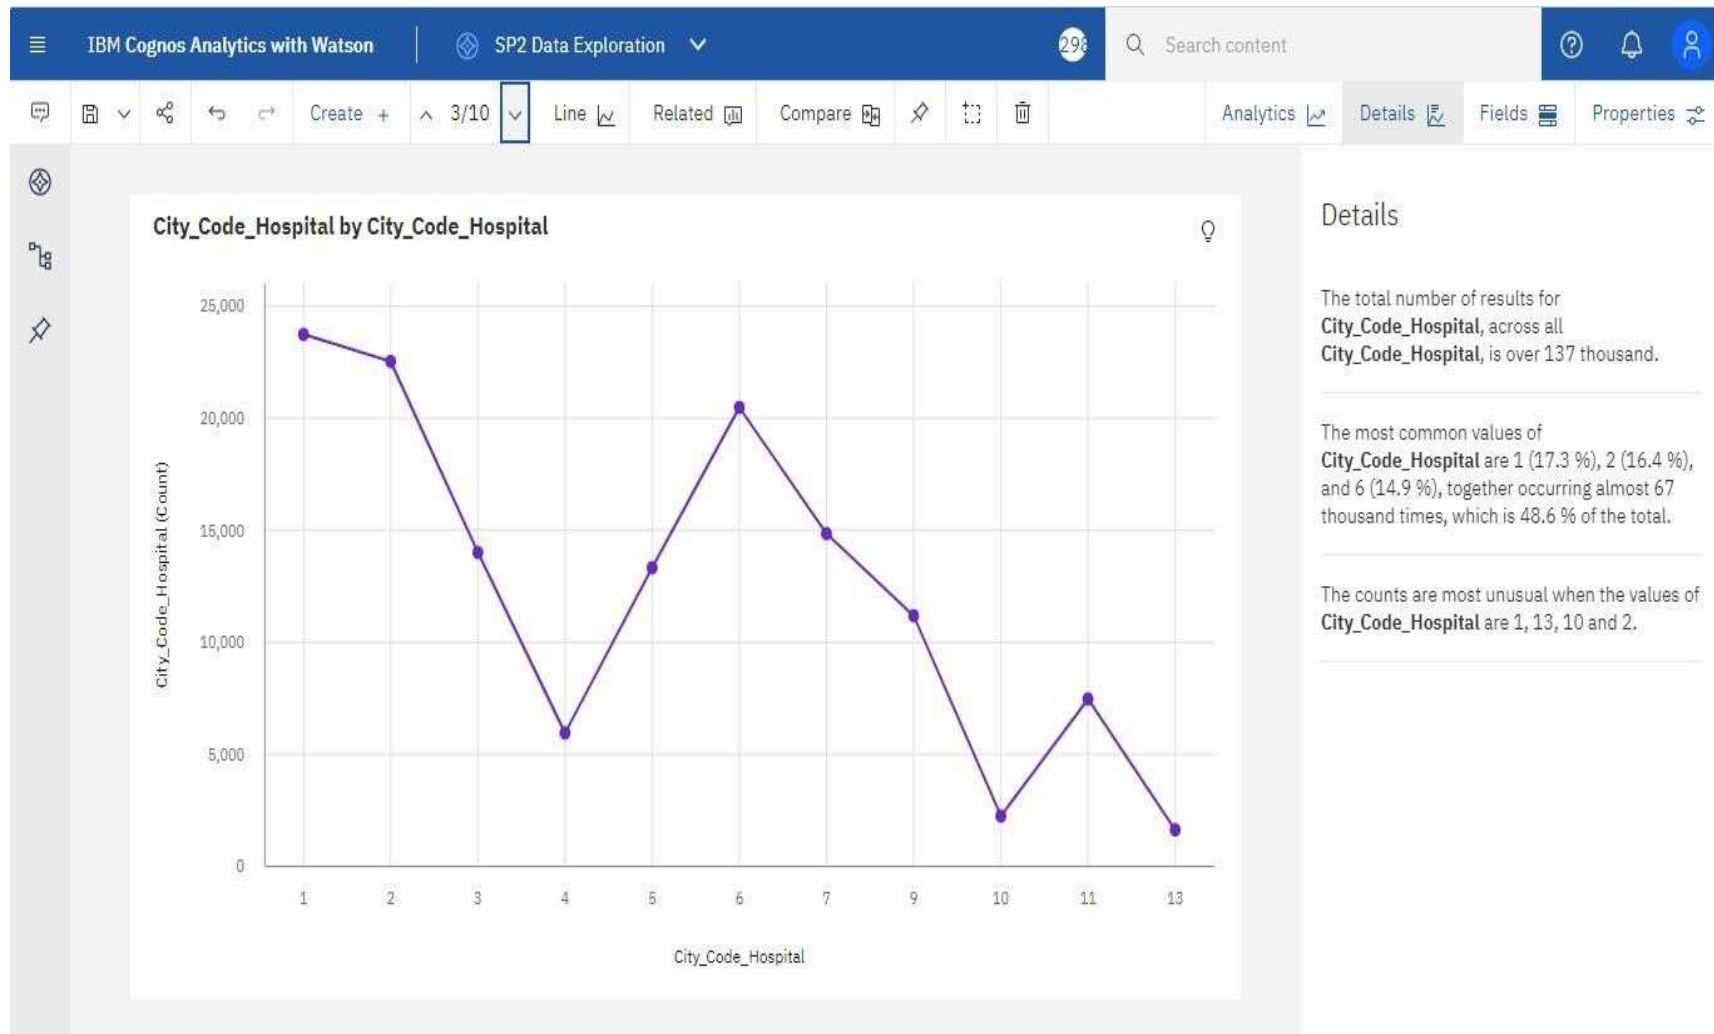 IBM Cognos Analytics with Watson
SP2 Data Exploration
298
Search content
Create +
3/10
Line
Related
Compare
Analytics
Details
Fields
Properties
City_Code_Hospital by City_Code_Hospital
25,000
20,000
15,000
10,000
5,000
0
City_Code_Hospital (Count)
1 2 3 4 5 6 7 9 10 11 13
City_Code_Hospital
Details
The total number of results for
City_Code_Hospital, across all
City_Code_Hospital, is over 137 thousand.
The most common values of
City_Code_Hospital are 1 (17.3 %), 2 (16.4 %),
and 6 (14.9 %), together occurring almost 67
thousand times, which is 48.6 % of the total.
The counts are most unusual when the values of
City_Code_Hospital are 1, 13, 10 and 2.